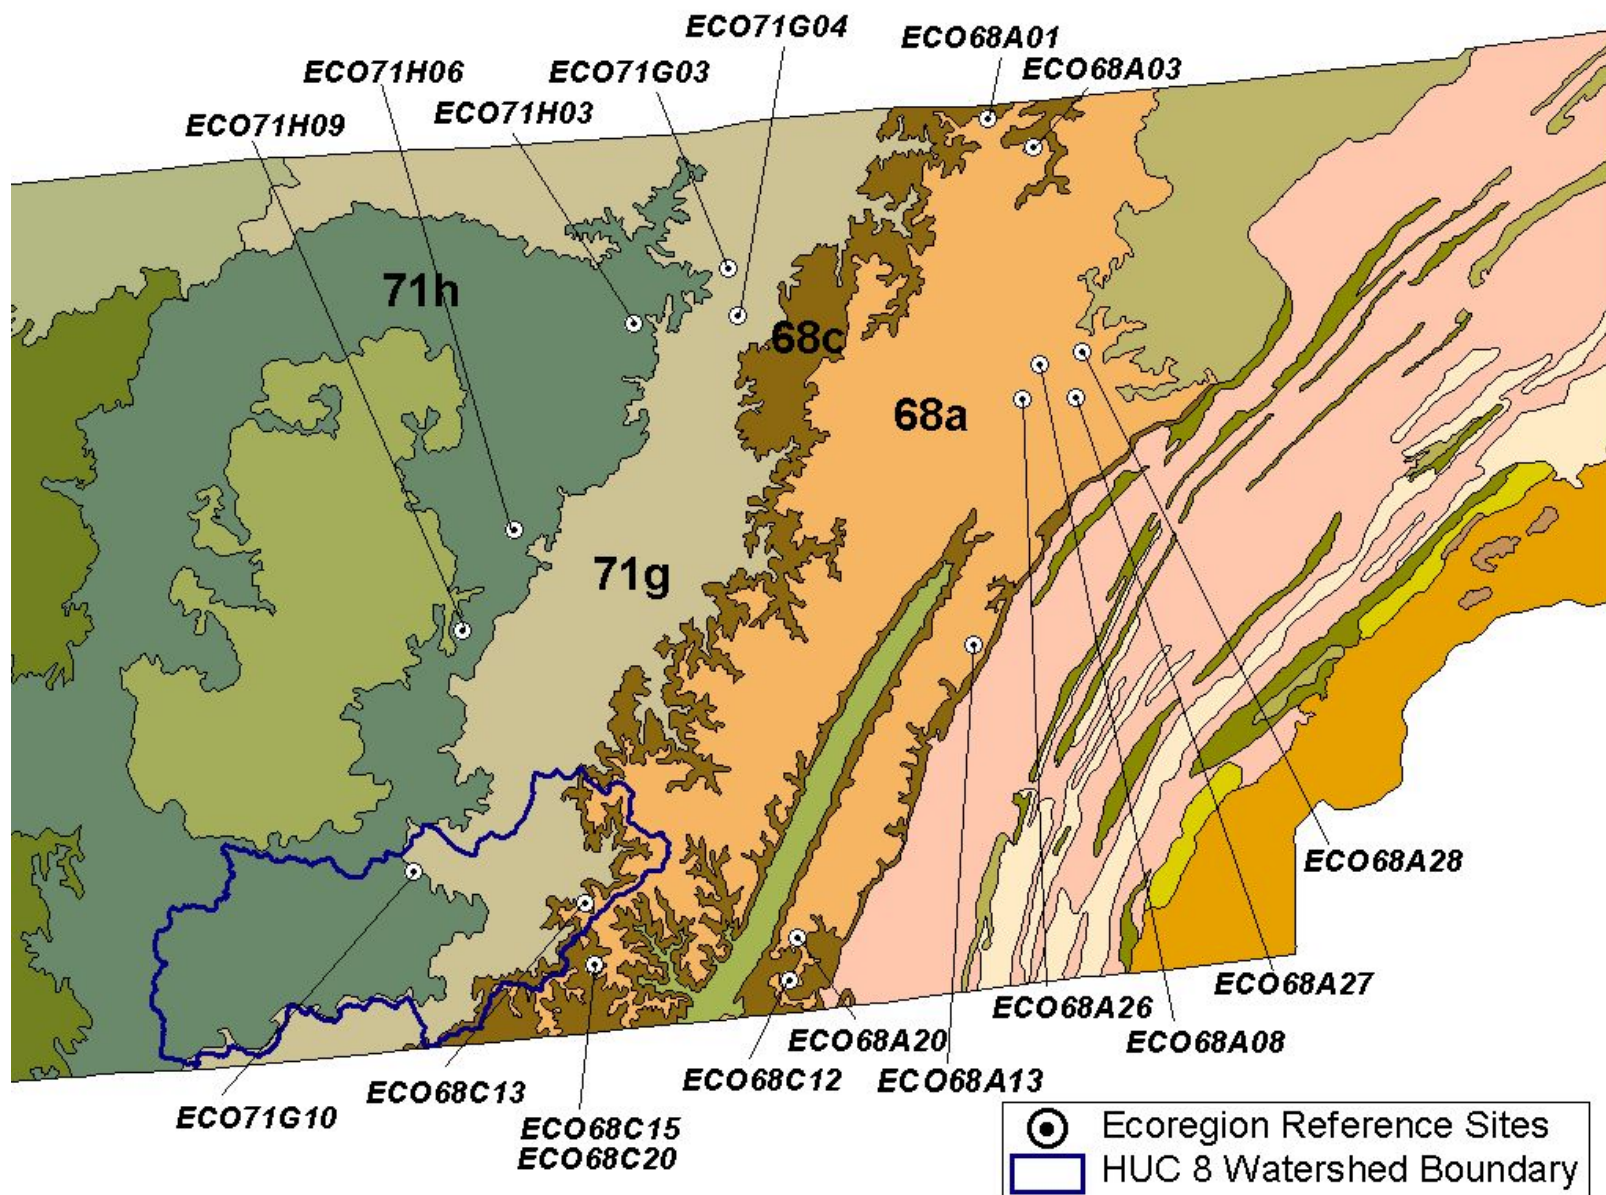 ECO71G04
ECO68A01
ECO71H06
ECO71G03
ECO68A03
ECO71H03
ECO71H09
71h
68c
68a
71g
ECO68A28
ECO68A27
ECO68A26
ECO68A08
ECO68A20
ECO68C12
ECO68A13
ECO68C13
ECO71G10
ECO68C15
ECO68C20
Ecoregion Reference Sites
HUC 8 Watershed Boundary